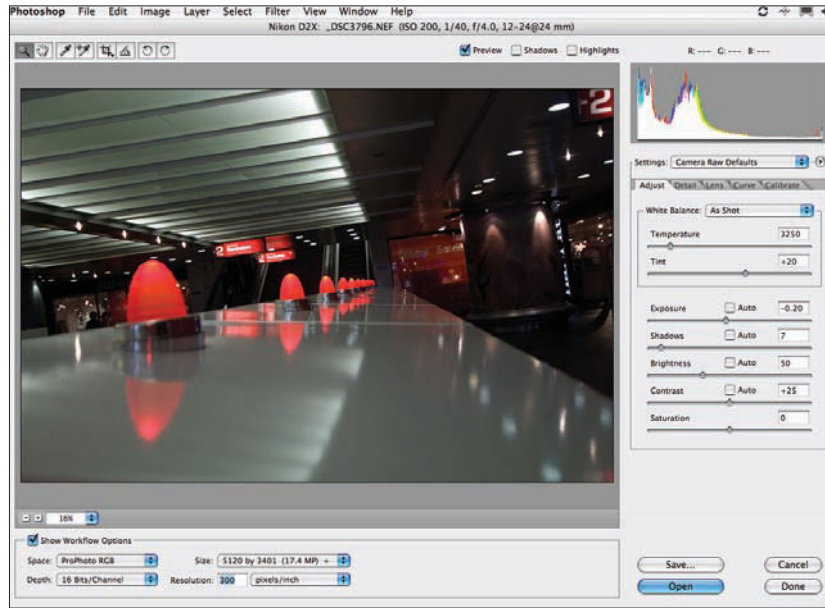 Photoshop File Edit Image Layer Select Filter View Window Help
Nikon D2X: _DSC3796.NEF (ISO 200, 1/40, f/4.0, 12-24@24 mm)
Preview Shadows Highlights
R: --- G: --- B: ---
-2
2
2
Settings: Camera Raw Defaults
Adjust Detail Lens Curve Calibrate
White Balance: As Shot
Temperature 3250
Tint +20
Exposure Auto -0.20
Shadows Auto 7
Brightness Auto 50
Contrast Auto +25
Saturation 0
16%
Show Workflow Options
Space: ProPhoto RGB Size: 5120 by 3401 (17.4 MP) +
Depth: 16 Bits/Channel Resolution: 300 pixels/inch
Save... Cancel
Open Done